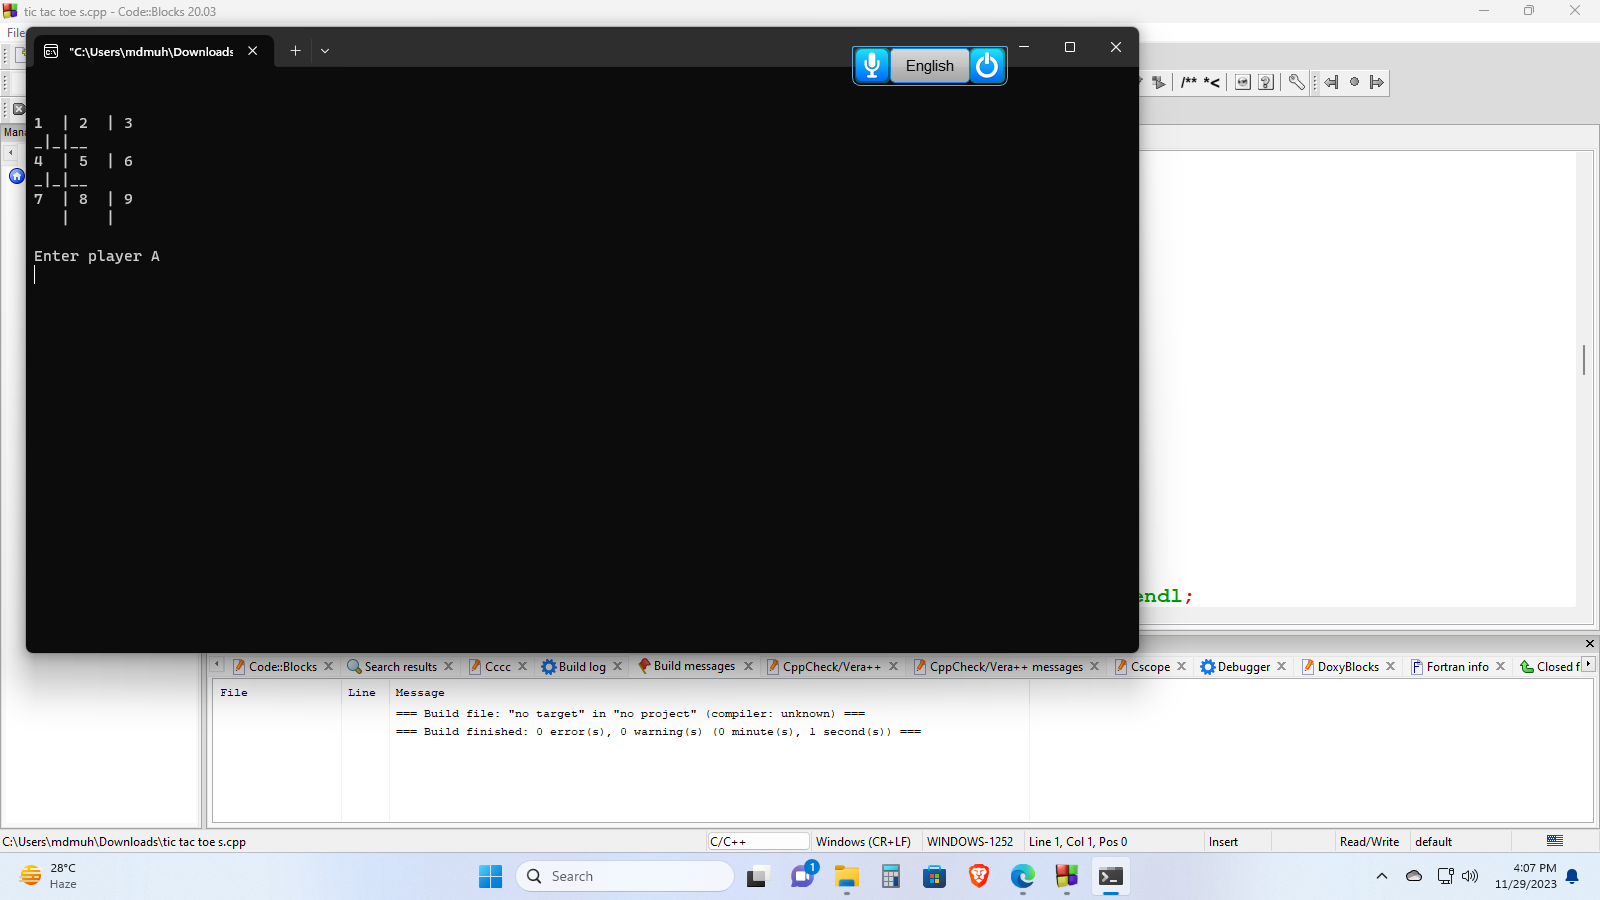 tic tac toe s.cpp - Code::Blocks 20.03
File
"C:\Users\mdmuh\Downloads
English
/** *<
Mana
1 | 2 | 3
_|_|__
4 | 5 | 6
_|_|__
7 | 8 | 9
| |
Enter player A
endl;
Code::Blocks
Search results
Cccc
Build log
Build messages
CppCheck/Vera++
CppCheck/Vera++ messages
Cscope
Debugger
DoxyBlocks
Fortran info
Closed f
File Line Message
=== Build file: "no target" in "no project" (compiler: unknown) ===
=== Build finished: 0 error(s), 0 warning(s) (0 minute(s), 1 second(s)) ===
C:\Users\mdmuh\Downloads\tic tac toe s.cpp
C/C++
Windows (CR+LF)
WINDOWS-1252
Line 1, Col 1, Pos 0
Insert
Read/Write
default
28°C
Haze
Search
1
4:07 PM
11/29/2023